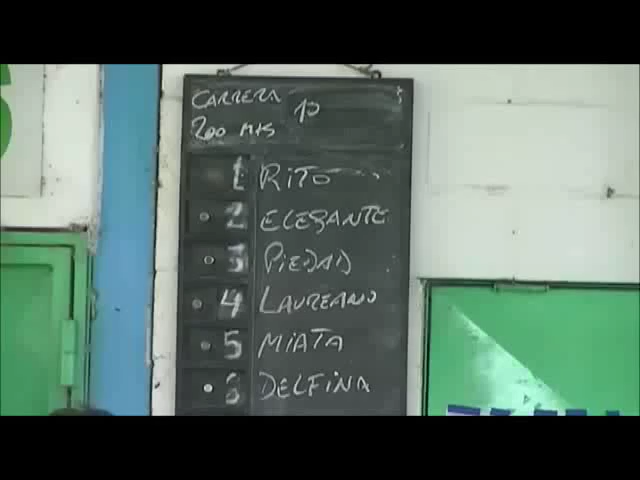 CARRERA 10
200 MTS
1 RITO
2 ELEGANTE
3 PIEDAD
4 LAUREANO
5 MIATA
6 DELFINA